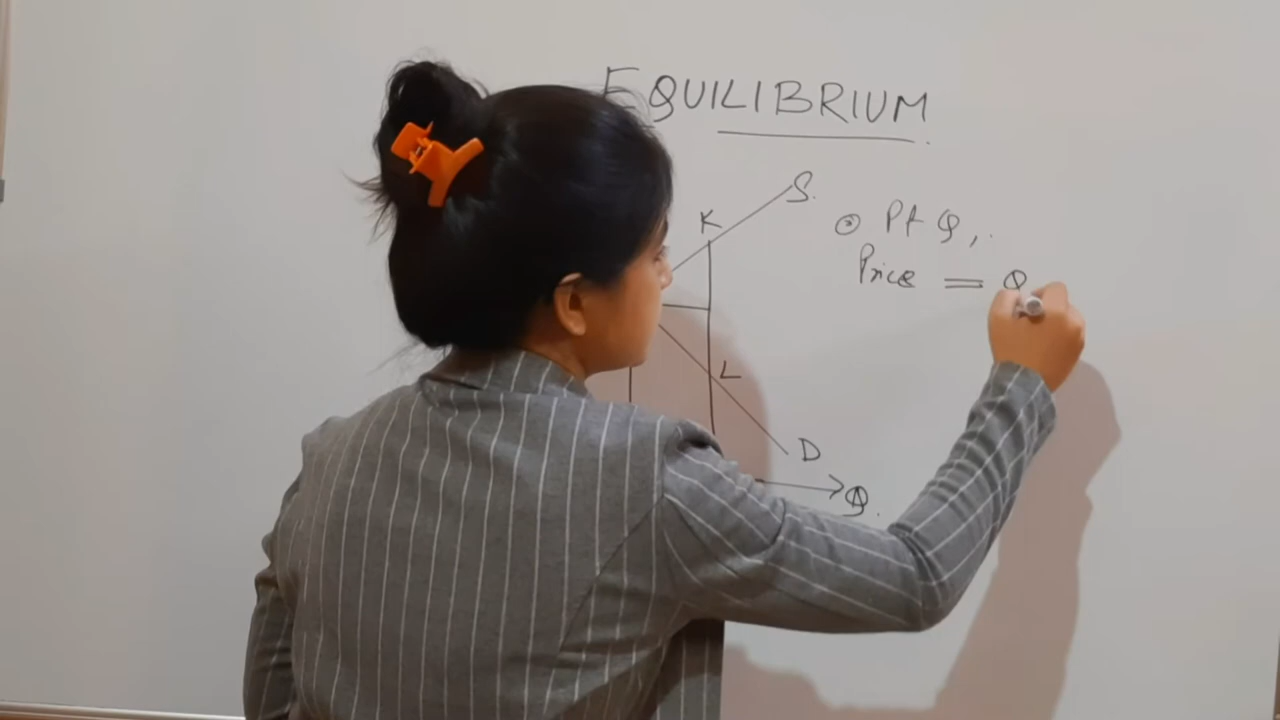 EQUILIBRIUM
S.
K
Pt Q,
Price = Q
L
D
Q.